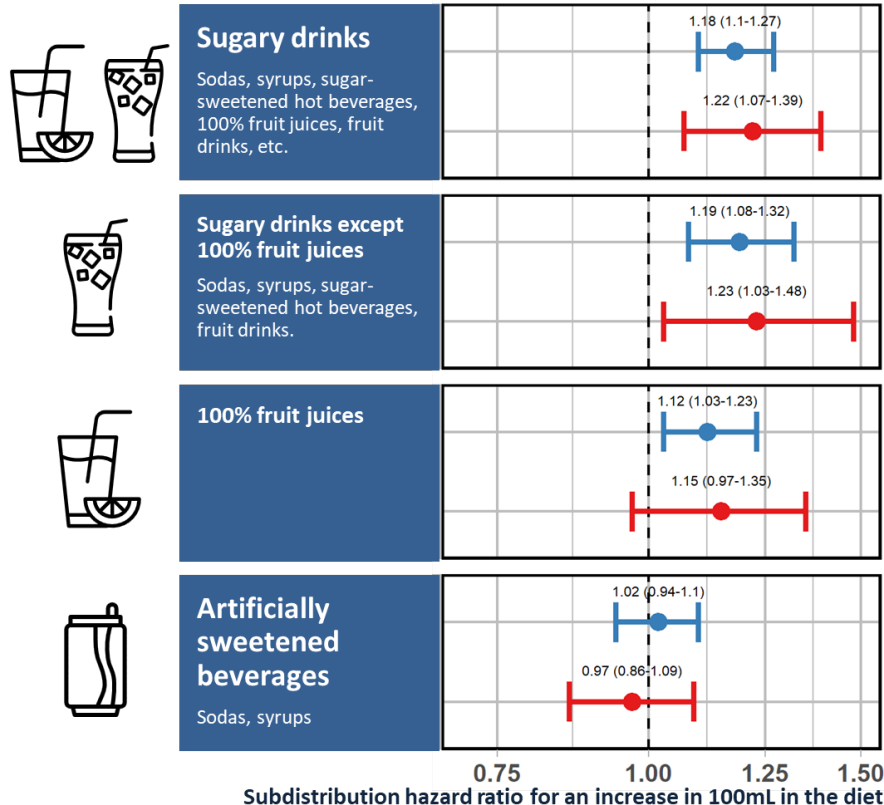 Sugary drinks
Sodas, syrups, sugar-
sweetened hot beverages,
100% fruit juices, fruit
drinks, etc.
1.18 (1.1-1.27)
1.22 (1.07-1.39)
Sugary drinks except
100% fruit juices
Sodas, syrups, sugar-
sweetened hot beverages,
fruit drinks.
1.19 (1.08-1.32)
1.23 (1.03-1.48)
100% fruit juices
1.12 (1.03-1.23)
1.15 (0.97-1.35)
Artificially
sweetened
beverages
Sodas, syrups
1.02 (0.94-1.1)
0.97 (0.86-1.09)
0.75 1.00 1.25 1.50
Subdistribution hazard ratio for an increase in 100mL in the diet